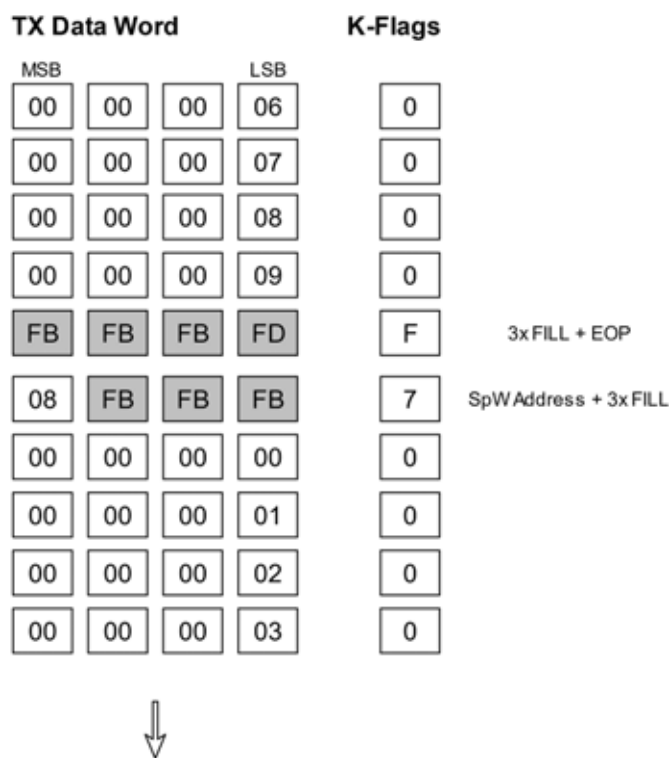 TX Data Word K-Flags
MSB LSB
00 00 00 06 0
00 00 00 07 0
00 00 00 08 0
00 00 00 09 0
FB FB FB FD F 3x FILL + EOP
08 FB FB FB 7 SpW Address + 3x FILL
00 00 00 00 0
00 00 00 01 0
00 00 00 02 0
00 00 00 03 0